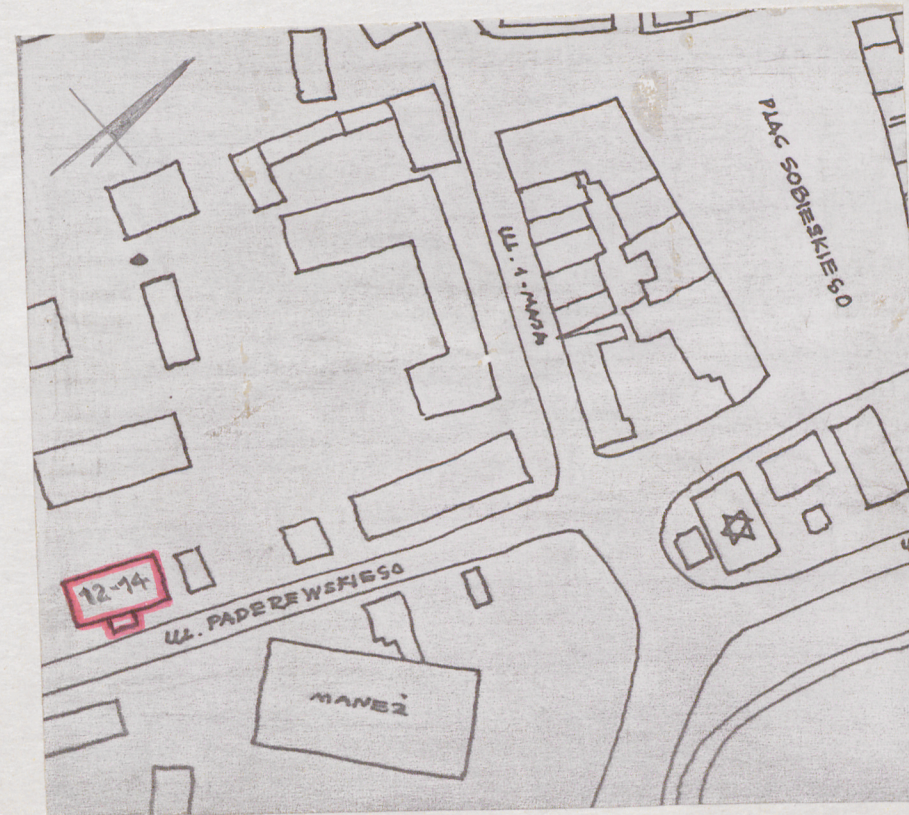 PLAC SOBIESKIEGO
ul. 1. MAJA
12-14
ul. PADEREWSKIEGO
MANEŻ